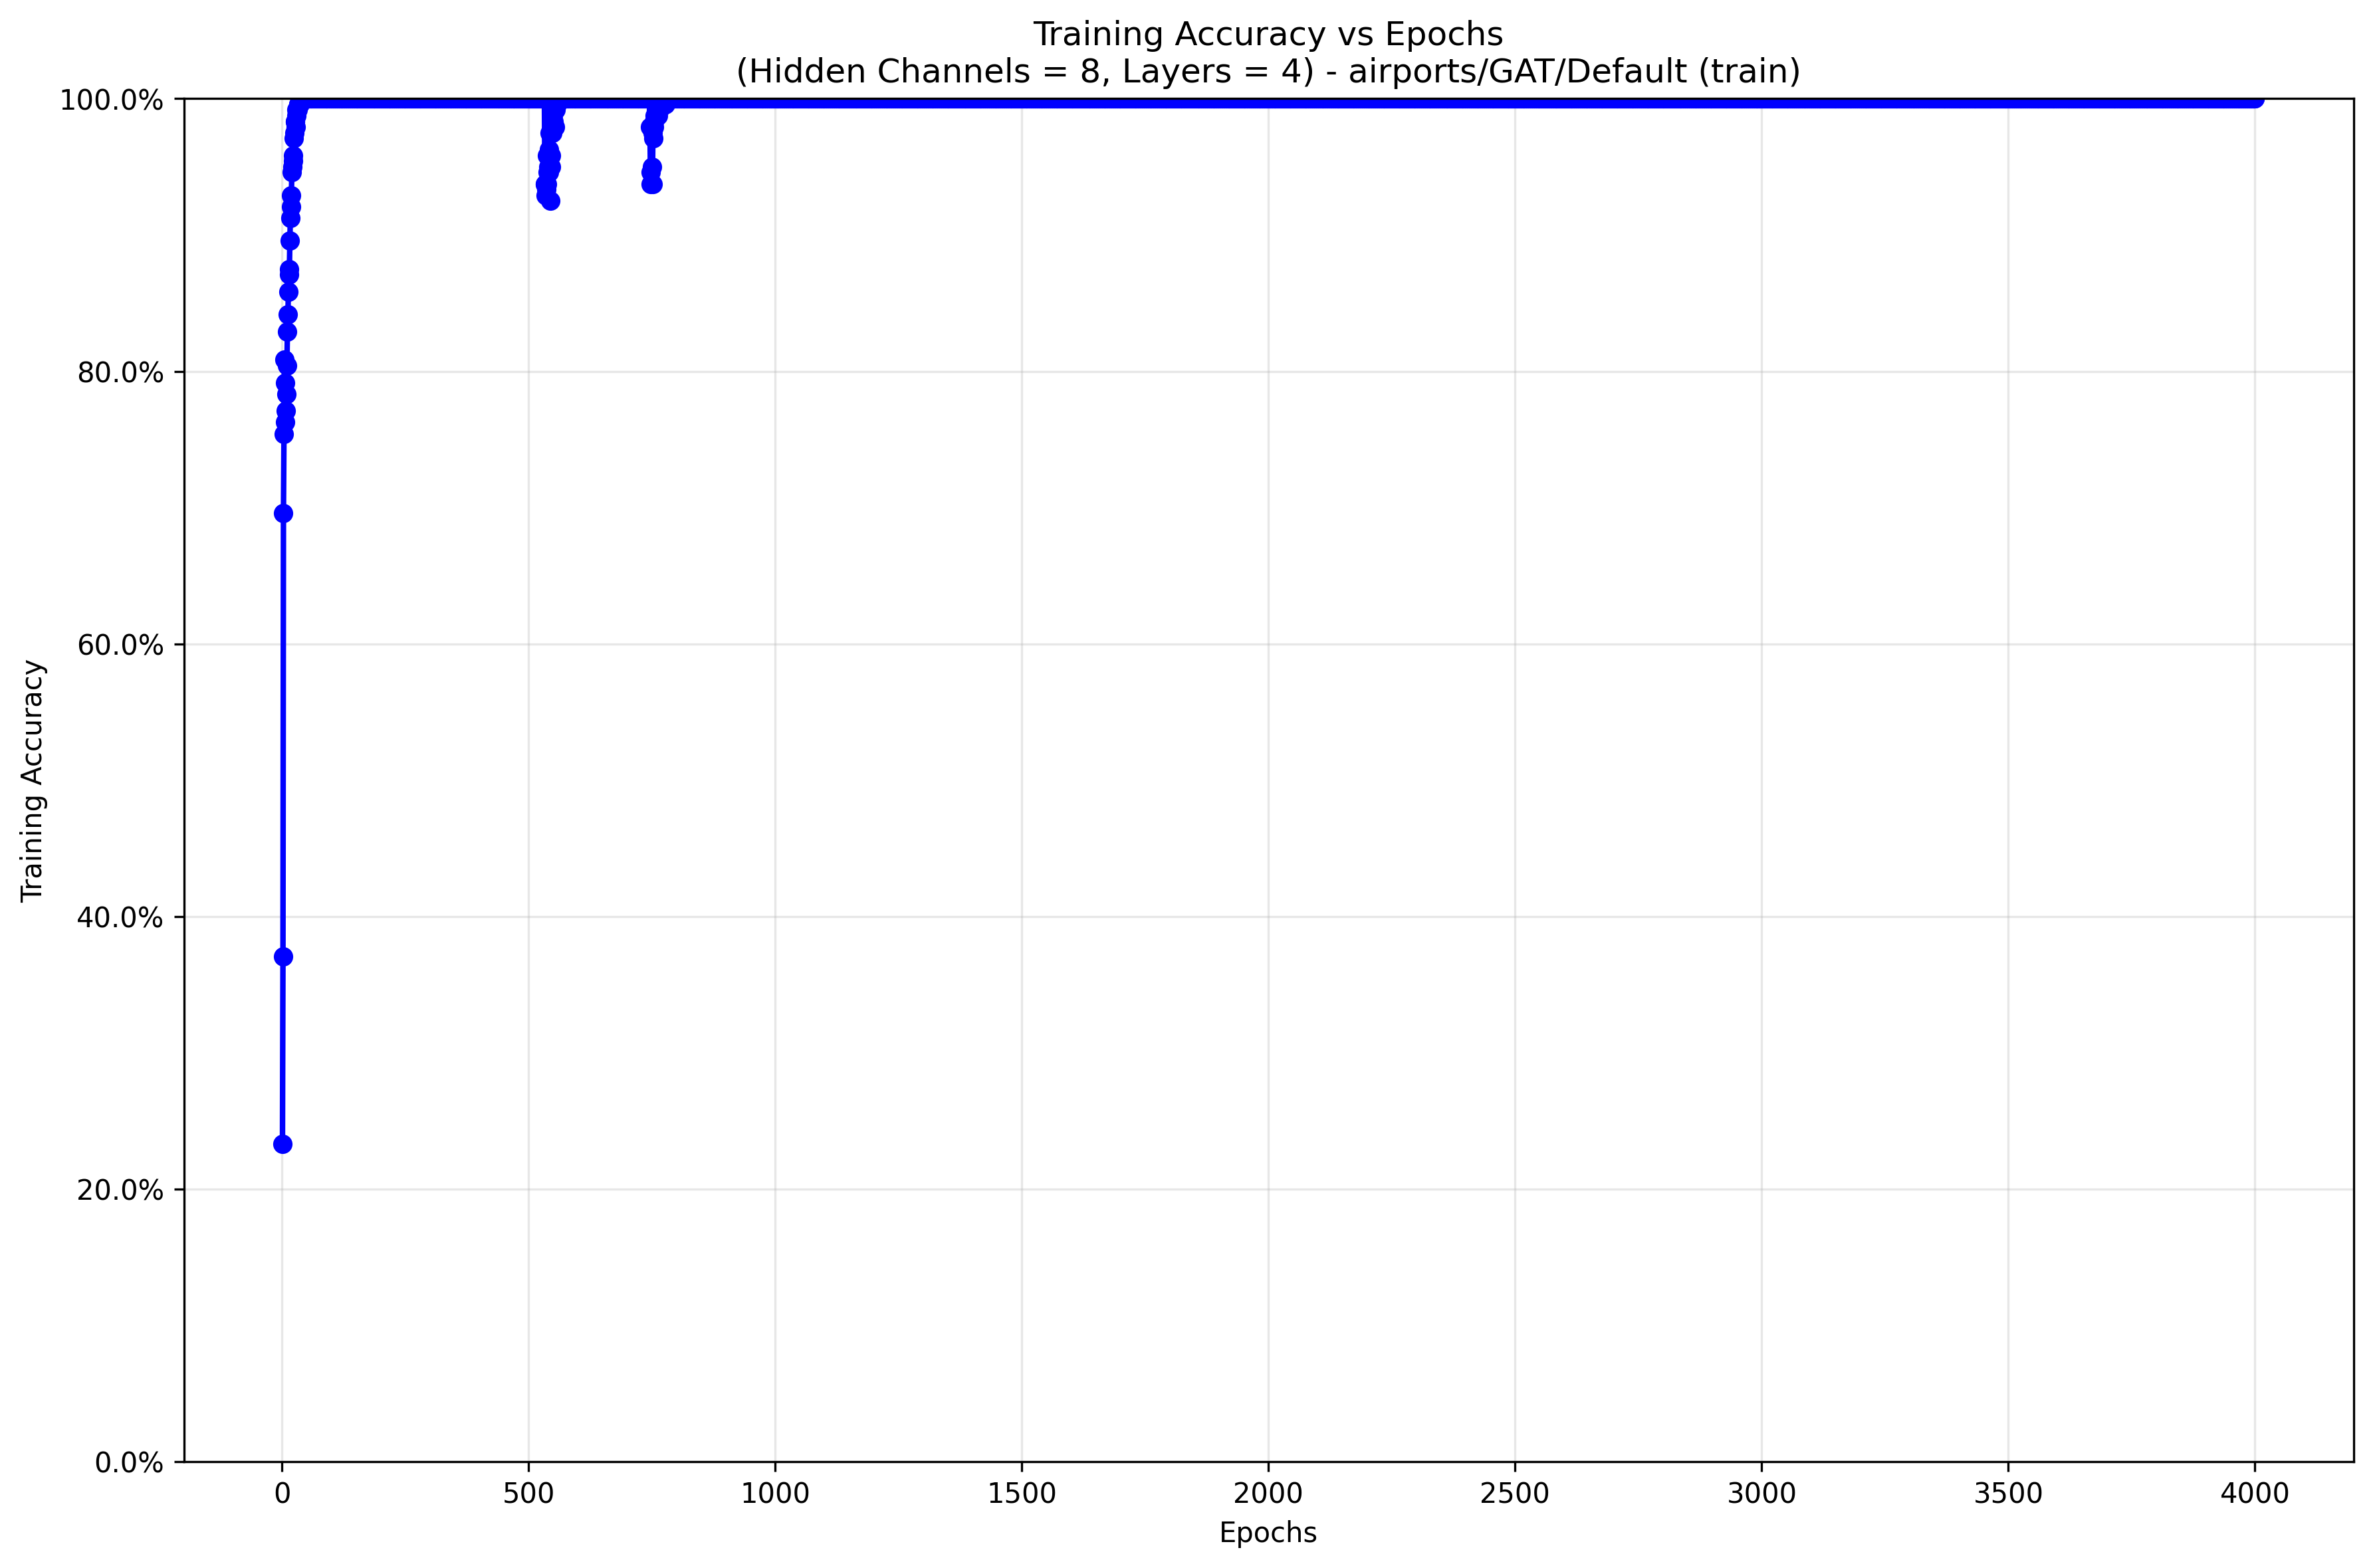 Training Accuracy vs Epochs
(Hidden Channels = 8, Layers = 4) - airports/GAT/Default (train)
100.0%
80.0%
60.0%
40.0%
20.0%
0.0%
Training Accuracy
0 500 1000 1500 2000 2500 3000 3500 4000
Epochs